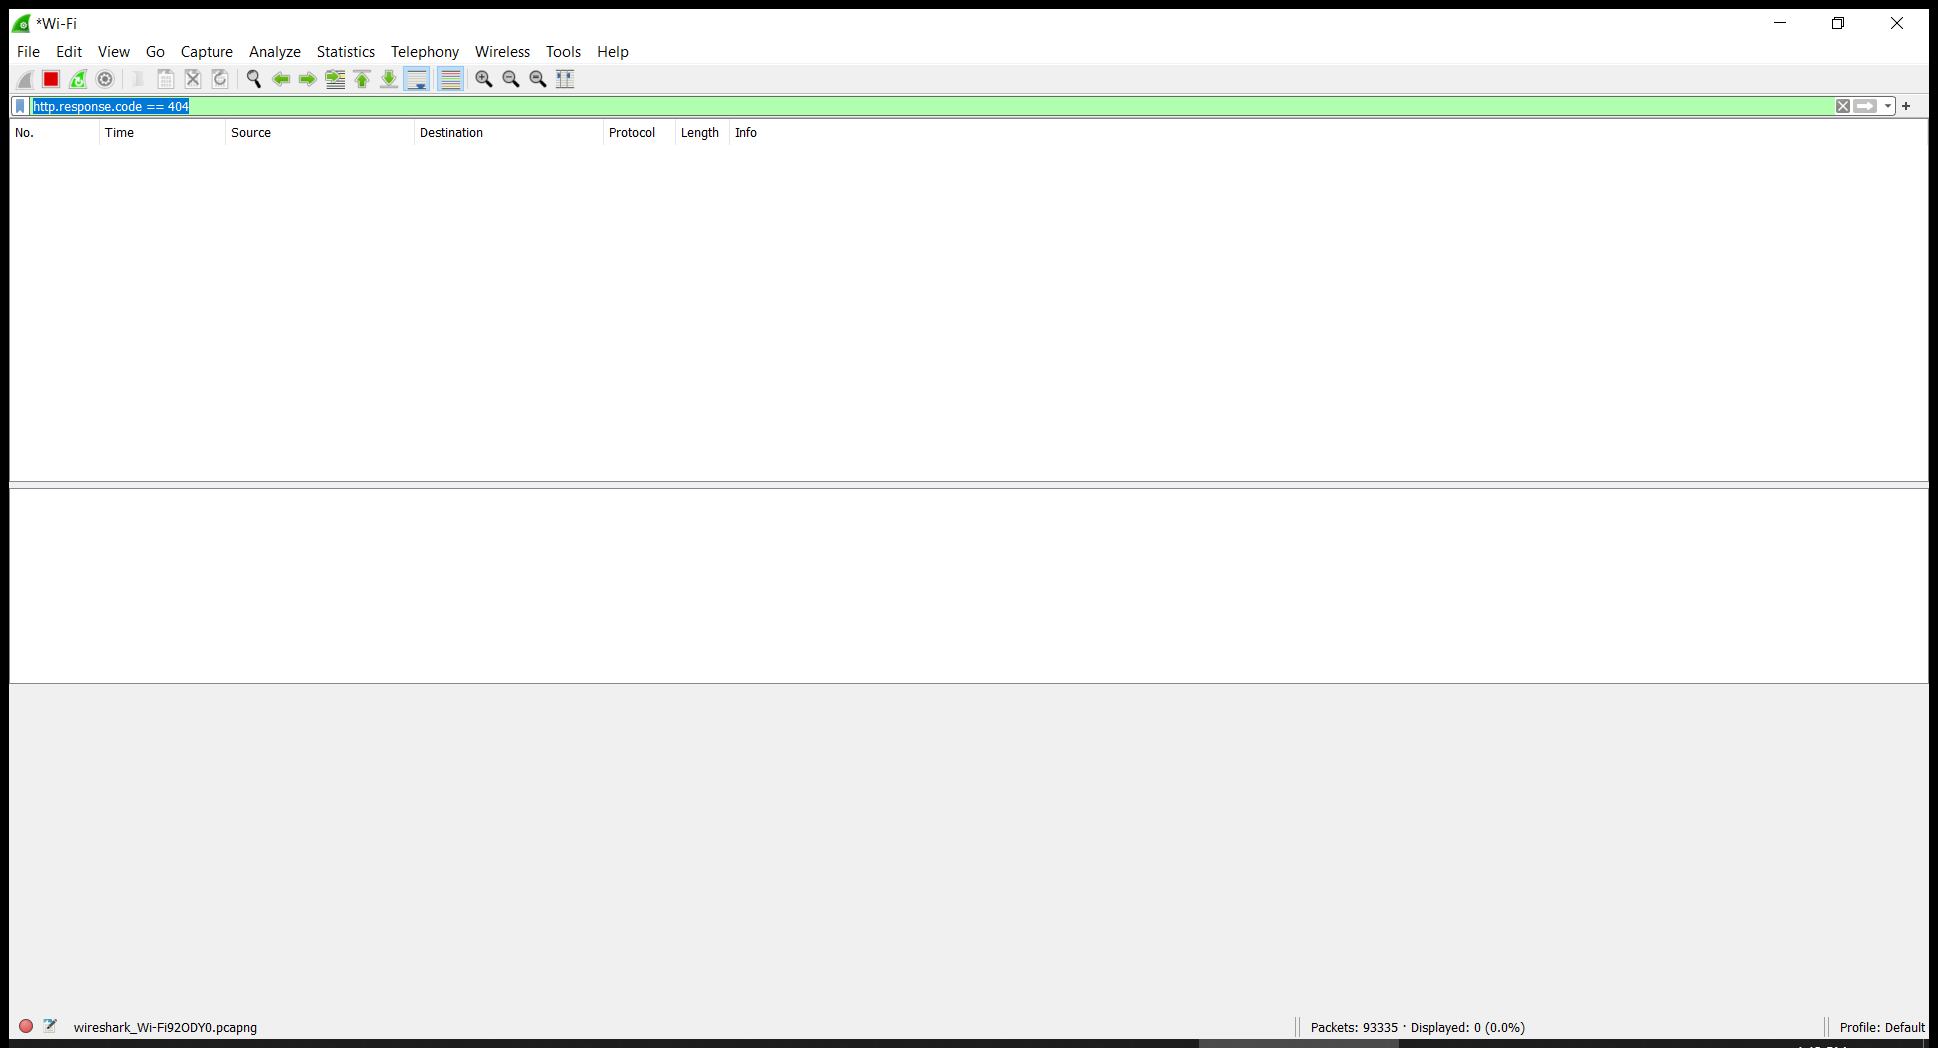 *Wi-Fi
File Edit View Go Capture Analyze Statistics Telephony Wireless Tools Help
http.response.code == 404
No. Time Source Destination Protocol Length Info
wireshark_Wi-Fi92ODY0.pcapng Packets: 93335 · Displayed: 0 (0.0%) Profile: Default